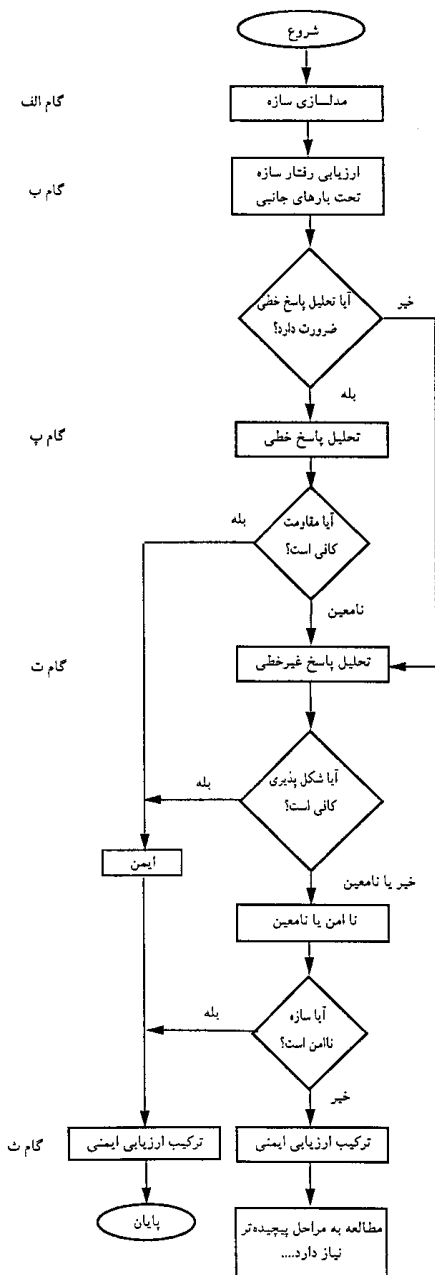 شروع
گام الف
مدلسازی سازه
گام ب
ارزیابی رفتار سازه
تحت بارهای جانبی
آیا تحلیل پاسخ خطی
ضرورت دارد؟
خیر
بله
گام پ
تحلیل پاسخ خطی
آیا مقاومت
کافی است؟
بله
نامعین
گام ت
تحلیل پاسخ غیرخطی
آیا شکل پذیری
کافی است؟
بله
ایمن
خیر یا نامعین
نا امن یا نامعین
آیا سازه
ناامن است؟
بله
خیر
گام ث
ترکیب ارزیابی ایمنی
ترکیب ارزیابی ایمنی
پایان
مطالعه به مراحل پیچیده‌تر
نیاز دارد....